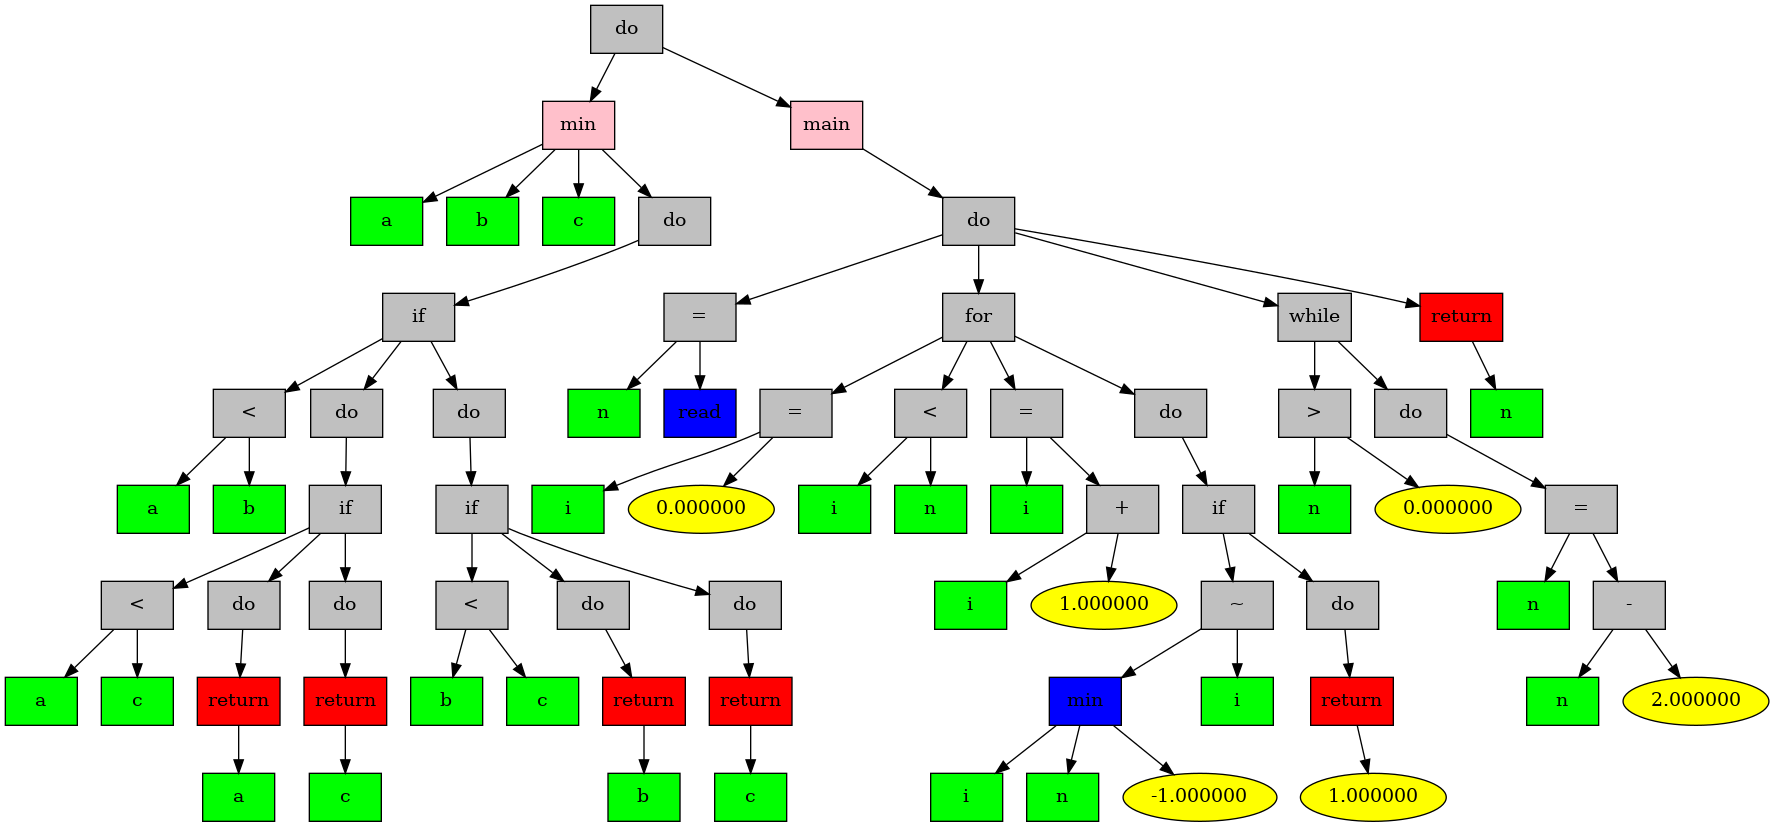 do
min main
a b c do do
if = for while return
< do do n read = < = do > do n
a b if if i 0.000000 i n i + if n 0.000000 =
< do do < do do i 1.000000 ~ do n -
a c return return b c return return min i return n 2.000000
a c b c i n -1.000000 1.000000